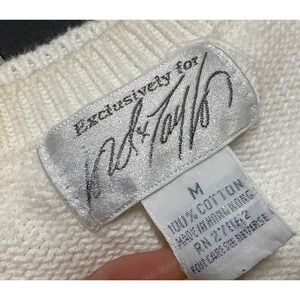 Exclusively for
Lord & Taylor
M
100% COTTON
MADE IN HONG KONG
FOR CARE SEE REVERSE